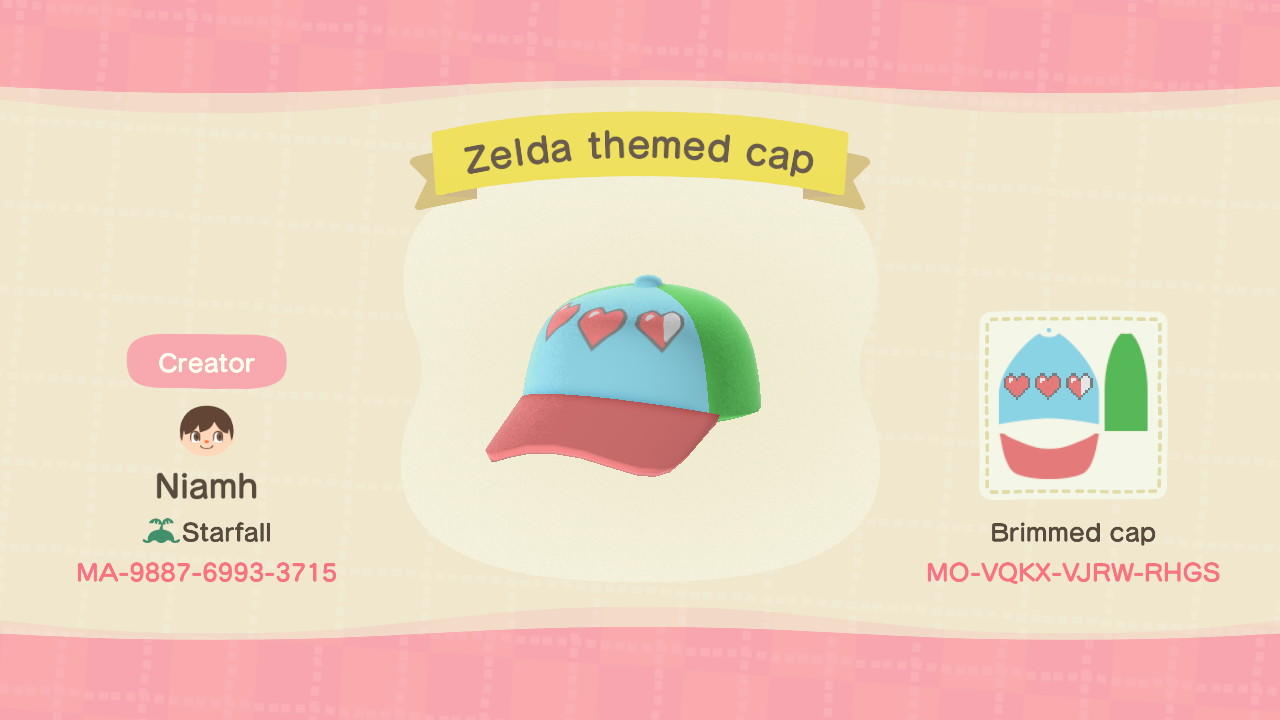 Zelda themed cap
Creator
Niamh
Starfall
MA-9887-6993-3715
Brimmed cap
MO-VQKX-VJRW-RHGS